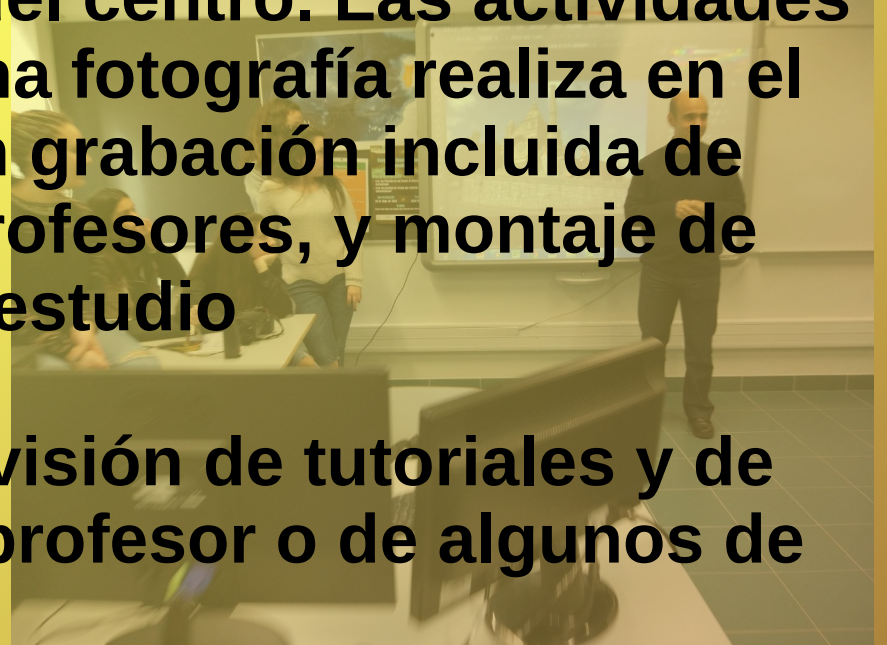 el centro. Las actividades
a fotografía realiza en el
grabación incluida de
rofesores, y montaje de
estudio
visión de tutoriales y de
profesor o de algunos de